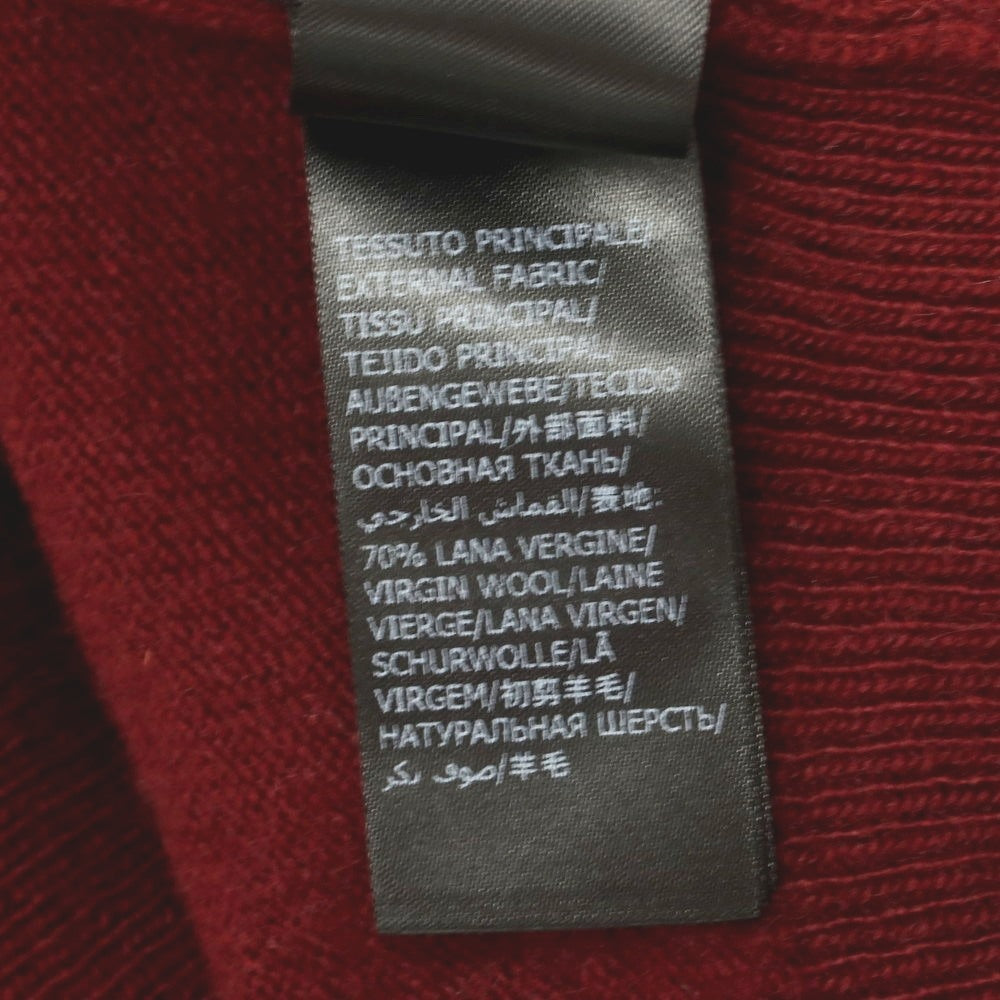 TESSUTO PRINCIPALE/
EXTERNAL FABRIC/
TISSU PRINCIPAL/
TEJIDO PRINCIPAL
AUßENGEWEBE/TECIDO
PRINCIPAL/外部面料/
ОСНОВНАЯ ТКАНЬ/
القماش الخارجي/表地:
70% LANA VERGINE/
VIRGIN WOOL/LAINE
VIERGE/LANA VIRGEN/
SCHURWOLLE/LÃ
VIRGEM/初剪羊毛/
НАТУРАЛЬНАЯ ШЕРСТЬ/
صوف بكر/羊毛